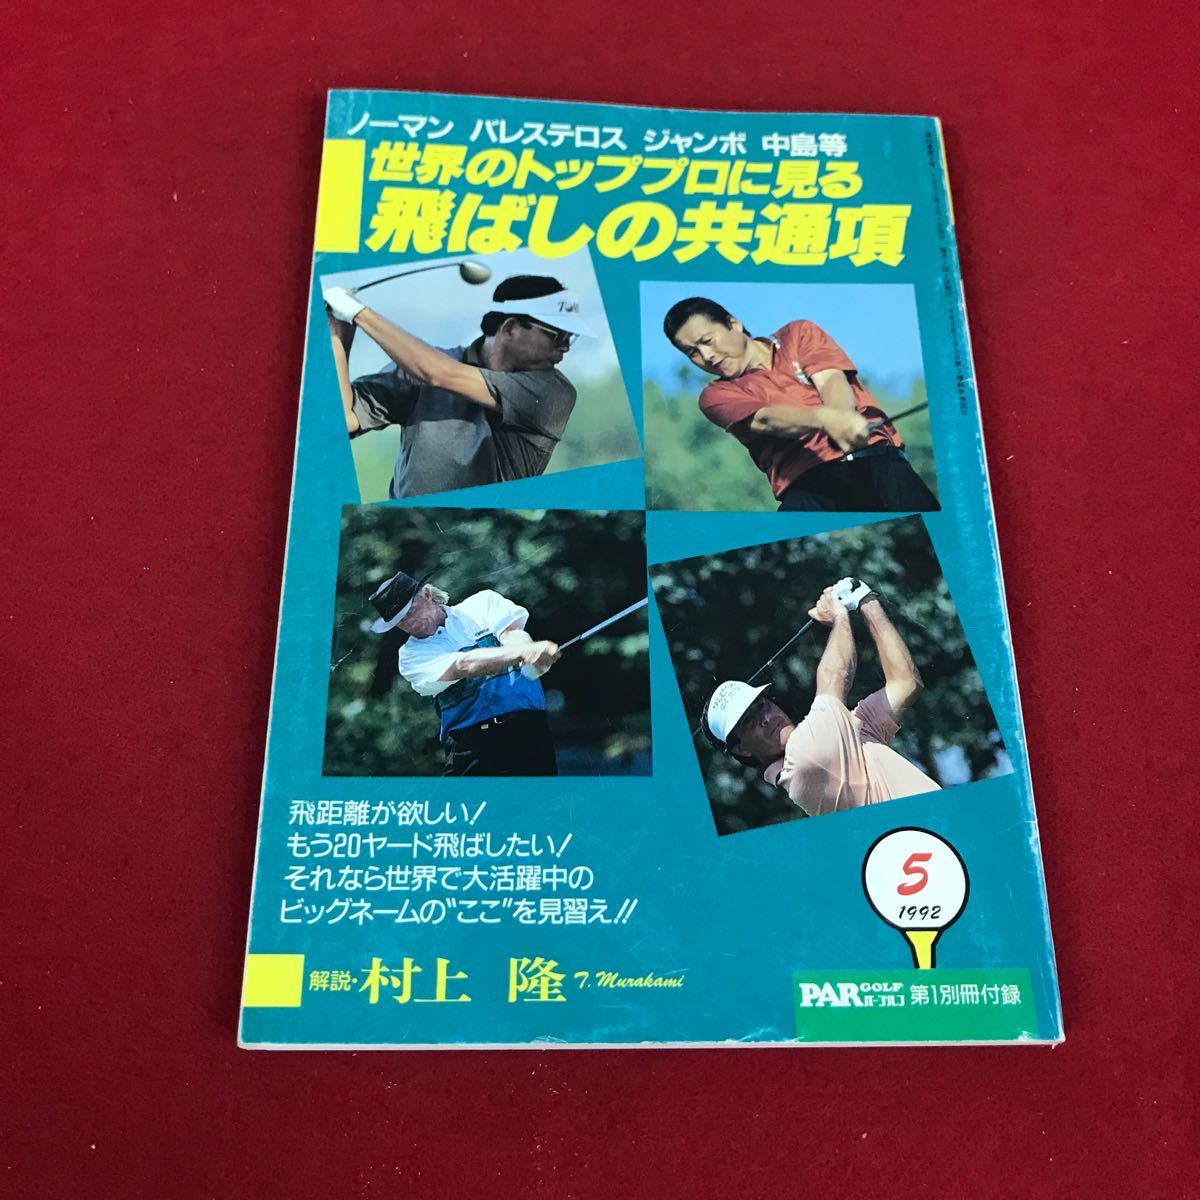 ノーマン バレステロス ジャンボ 中島等
世界のトッププロに見る
飛ばしの共通項
飛距離が欲しい!
もう20ヤード飛ばしたい!
それなら世界で大活躍中の
ビッグネームの"ここ"を見習え!!
5
1992
解説・村上 隆 T. Murakami
PAR GOLF パーゴルフ 第1別冊付録